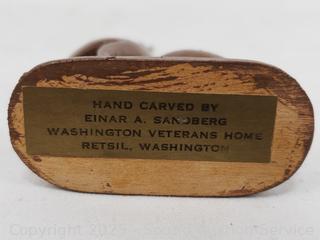 HAND CARVED BY
EINAR A. SANDBERG
WASHINGTON VETERANS HOME
RETSIL, WASHINGTON